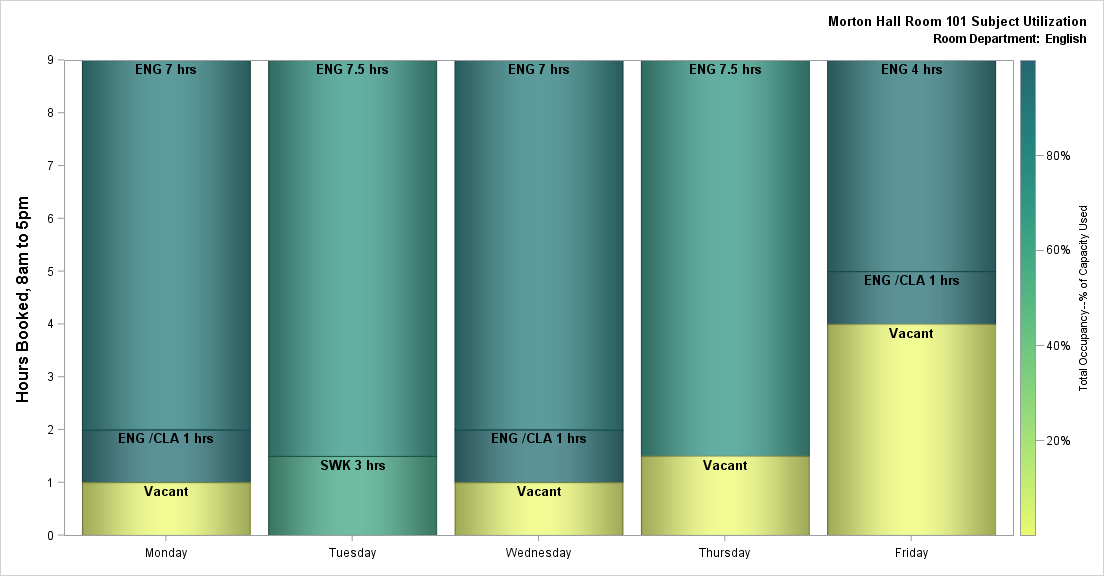 Morton Hall Room 101 Subject Utilization
Room Department: English
Hours Booked, 8am to 5pm
9
8
7
6
5
4
3
2
1
0
ENG 7 hrs
ENG /CLA 1 hrs
Vacant
ENG 7.5 hrs
SWK 3 hrs
ENG 7 hrs
ENG /CLA 1 hrs
Vacant
ENG 7.5 hrs
Vacant
ENG 4 hrs
ENG /CLA 1 hrs
Vacant
Monday
Tuesday
Wednesday
Thursday
Friday
80%
60%
40%
20%
Total Occupancy--% of Capacity Used